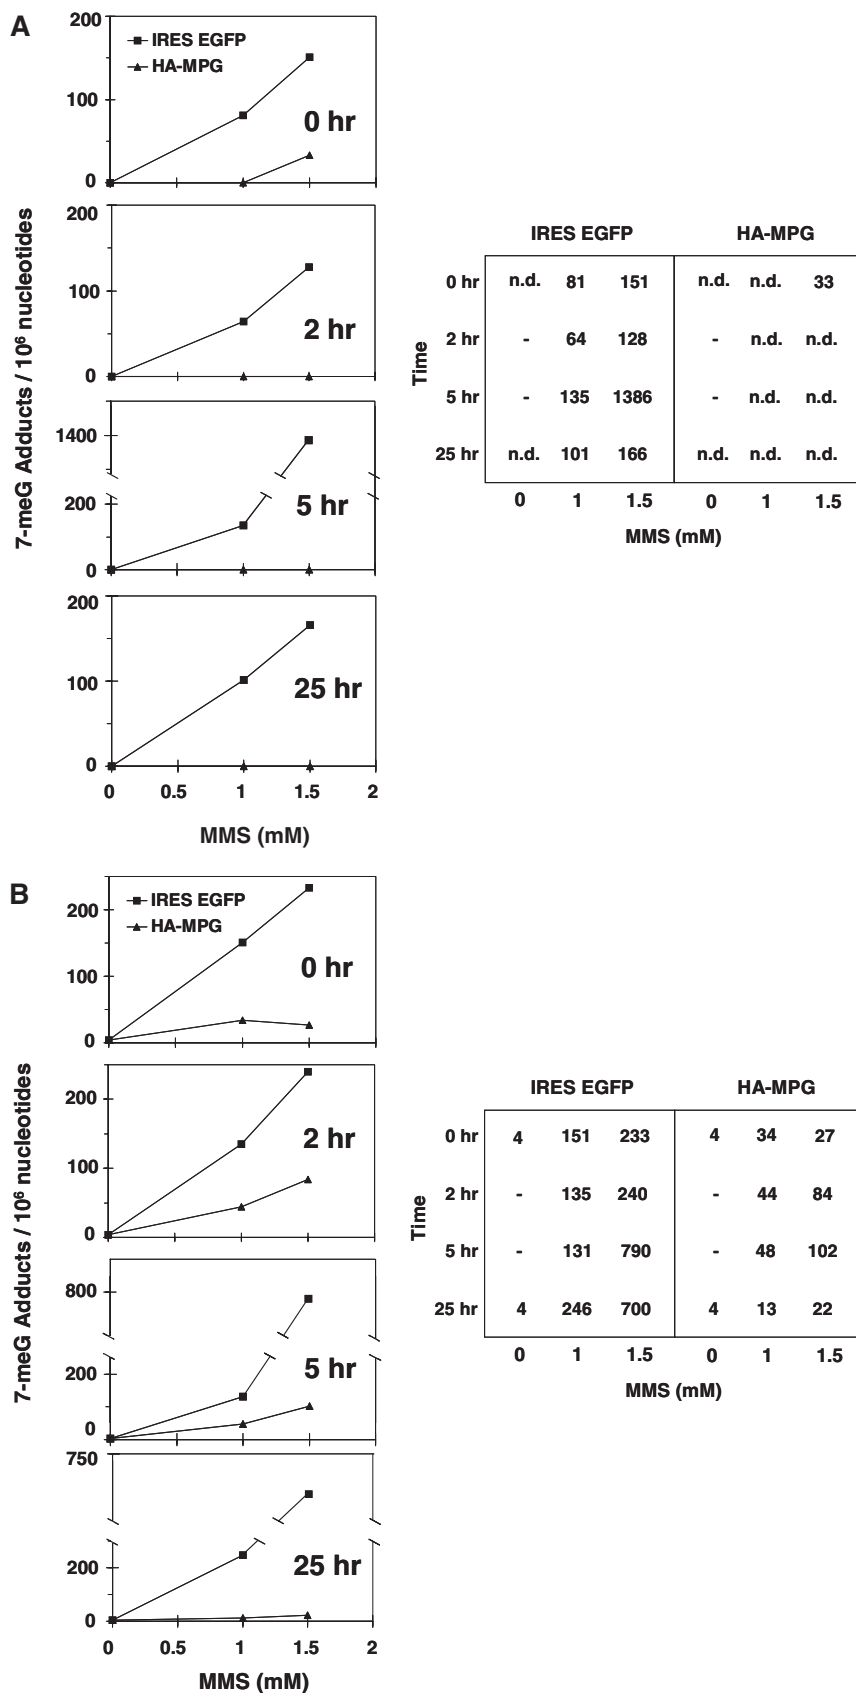 A
200
IRES EGFP
HA-MPG
100
0 hr
0
200
100
2 hr
0
1400
200
5 hr
0
200
100
25 hr
0
0 0.5 1 1.5 2
MMS (mM)
7-meG Adducts / 10⁶ nucleotides
IRES EGFP HA-MPG
0 hr n.d. 81 151 n.d. n.d. 33
2 hr - 64 128 - n.d. n.d.
5 hr - 135 1386 - n.d. n.d.
25 hr n.d. 101 166 n.d. n.d. n.d.
Time
0 1 1.5 0 1 1.5
MMS (mM)
B
IRES EGFP
HA-MPG
200
100
0 hr
0
200
2 hr
100
0
800
200
5 hr
0
750
200
25 hr
0
0 0.5 1 1.5 2
MMS (mM)
7-meG Adducts / 10⁶ nucleotides
IRES EGFP HA-MPG
0 hr 4 151 233 4 34 27
2 hr - 135 240 - 44 84
5 hr - 131 790 - 48 102
25 hr 4 246 700 4 13 22
Time
0 1 1.5 0 1 1.5
MMS (mM)